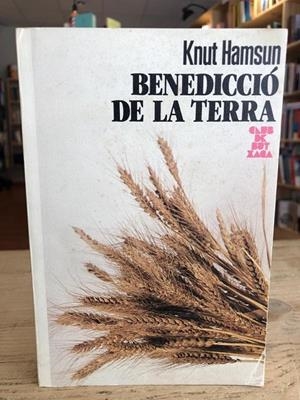 Knut Hamsun
BENEDICCIÓ
DE LA TERRA
CLUB
DE
BUT
XACA